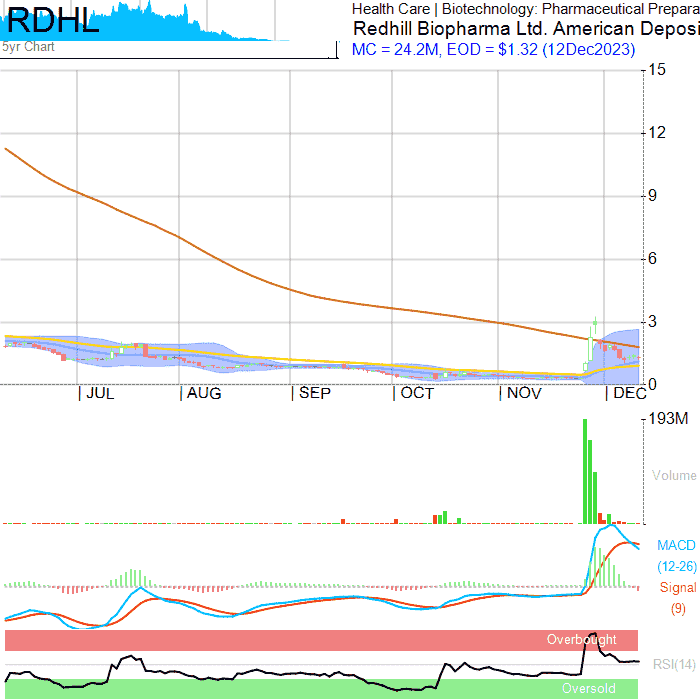 RDHL
Health Care | Biotechnology: Pharmaceutical Prepara
Redhill Biopharma Ltd. American Deposi
5yr Chart
MC = 24.2M, EOD = $1.32 (12Dec2023)
15
12
9
6
3
0
| JUL | AUG | SEP | OCT | NOV | DEC
193M
Volume
MACD
(12-26)
Signal
(9)
Overbought
RSI(14)
Oversold